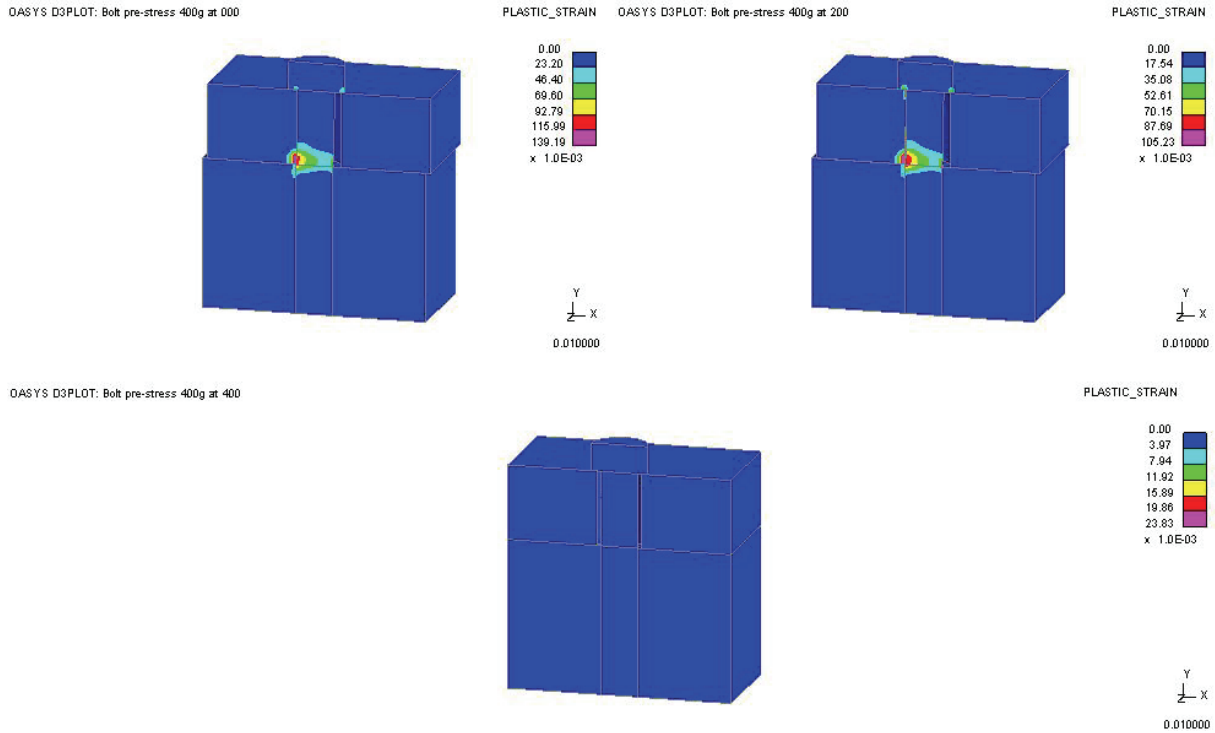 OASYS D3PLOT: Bolt pre-stress 400g at 000
PLASTIC_STRAIN
0.00
23.20
46.40
69.60
92.79
115.99
139.19
x 1.0E-03
Y
Z X
0.010000
OASYS D3PLOT: Bolt pre-stress 400g at 200
PLASTIC_STRAIN
0.00
17.54
35.08
52.61
70.15
87.69
105.23
x 1.0E-03
Y
Z X
0.010000
OASYS D3PLOT: Bolt pre-stress 400g at 400
PLASTIC_STRAIN
0.00
3.97
7.94
11.92
15.89
19.86
23.83
x 1.0E-03
Y
Z X
0.010000